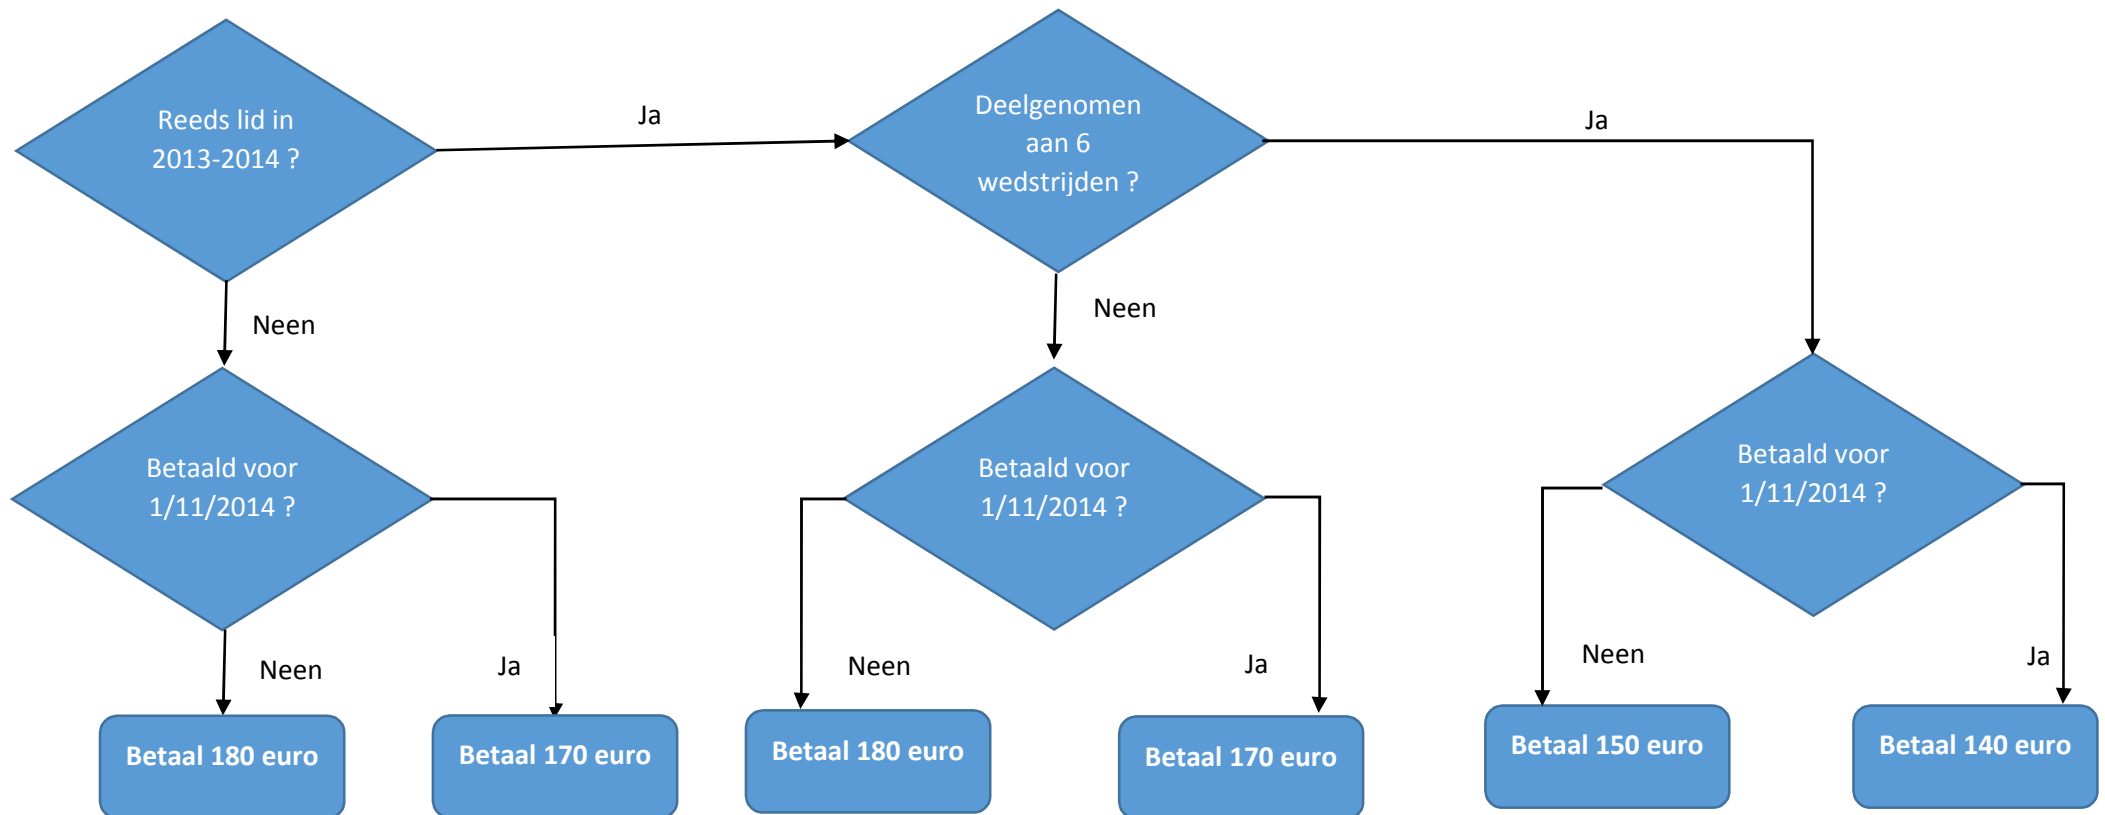 Reeds lid in
2013-2014 ?
Ja
Deelgenomen
aan 6
wedstrijden ?
Ja
Neen
Neen
Betaald voor
1/11/2014 ?
Betaald voor
1/11/2014 ?
Betaald voor
1/11/2014 ?
Neen
Ja
Neen
Ja
Neen
Ja
Betaal 180 euro
Betaal 170 euro
Betaal 180 euro
Betaal 170 euro
Betaal 150 euro
Betaal 140 euro